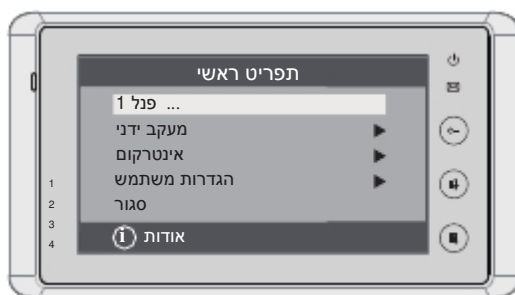 תפריט ראשי
פנל 1 ...
מעקב ידני
אינטרקום
הגדרות משתמש
סגור
אודות
1
2
3
4